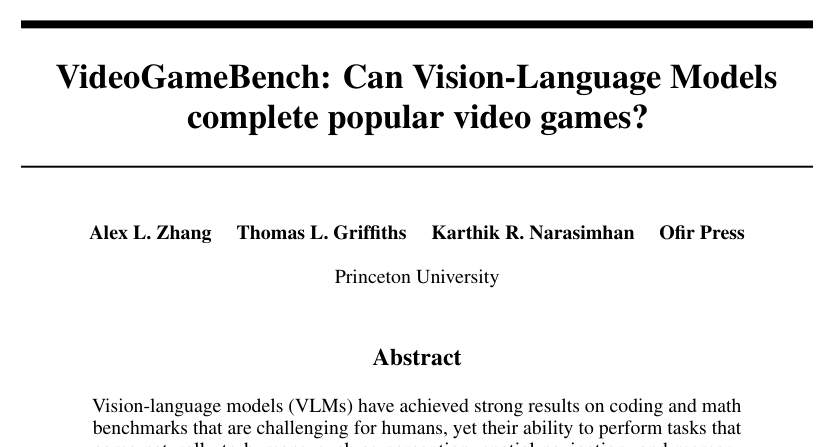 VideoGameBench: Can Vision-Language Models
complete popular video games?
Alex L. Zhang Thomas L. Griffiths Karthik R. Narasimhan Ofir Press
Princeton University
Abstract
Vision-language models (VLMs) have achieved strong results on coding and math
benchmarks that are challenging for humans, yet their ability to perform tasks that